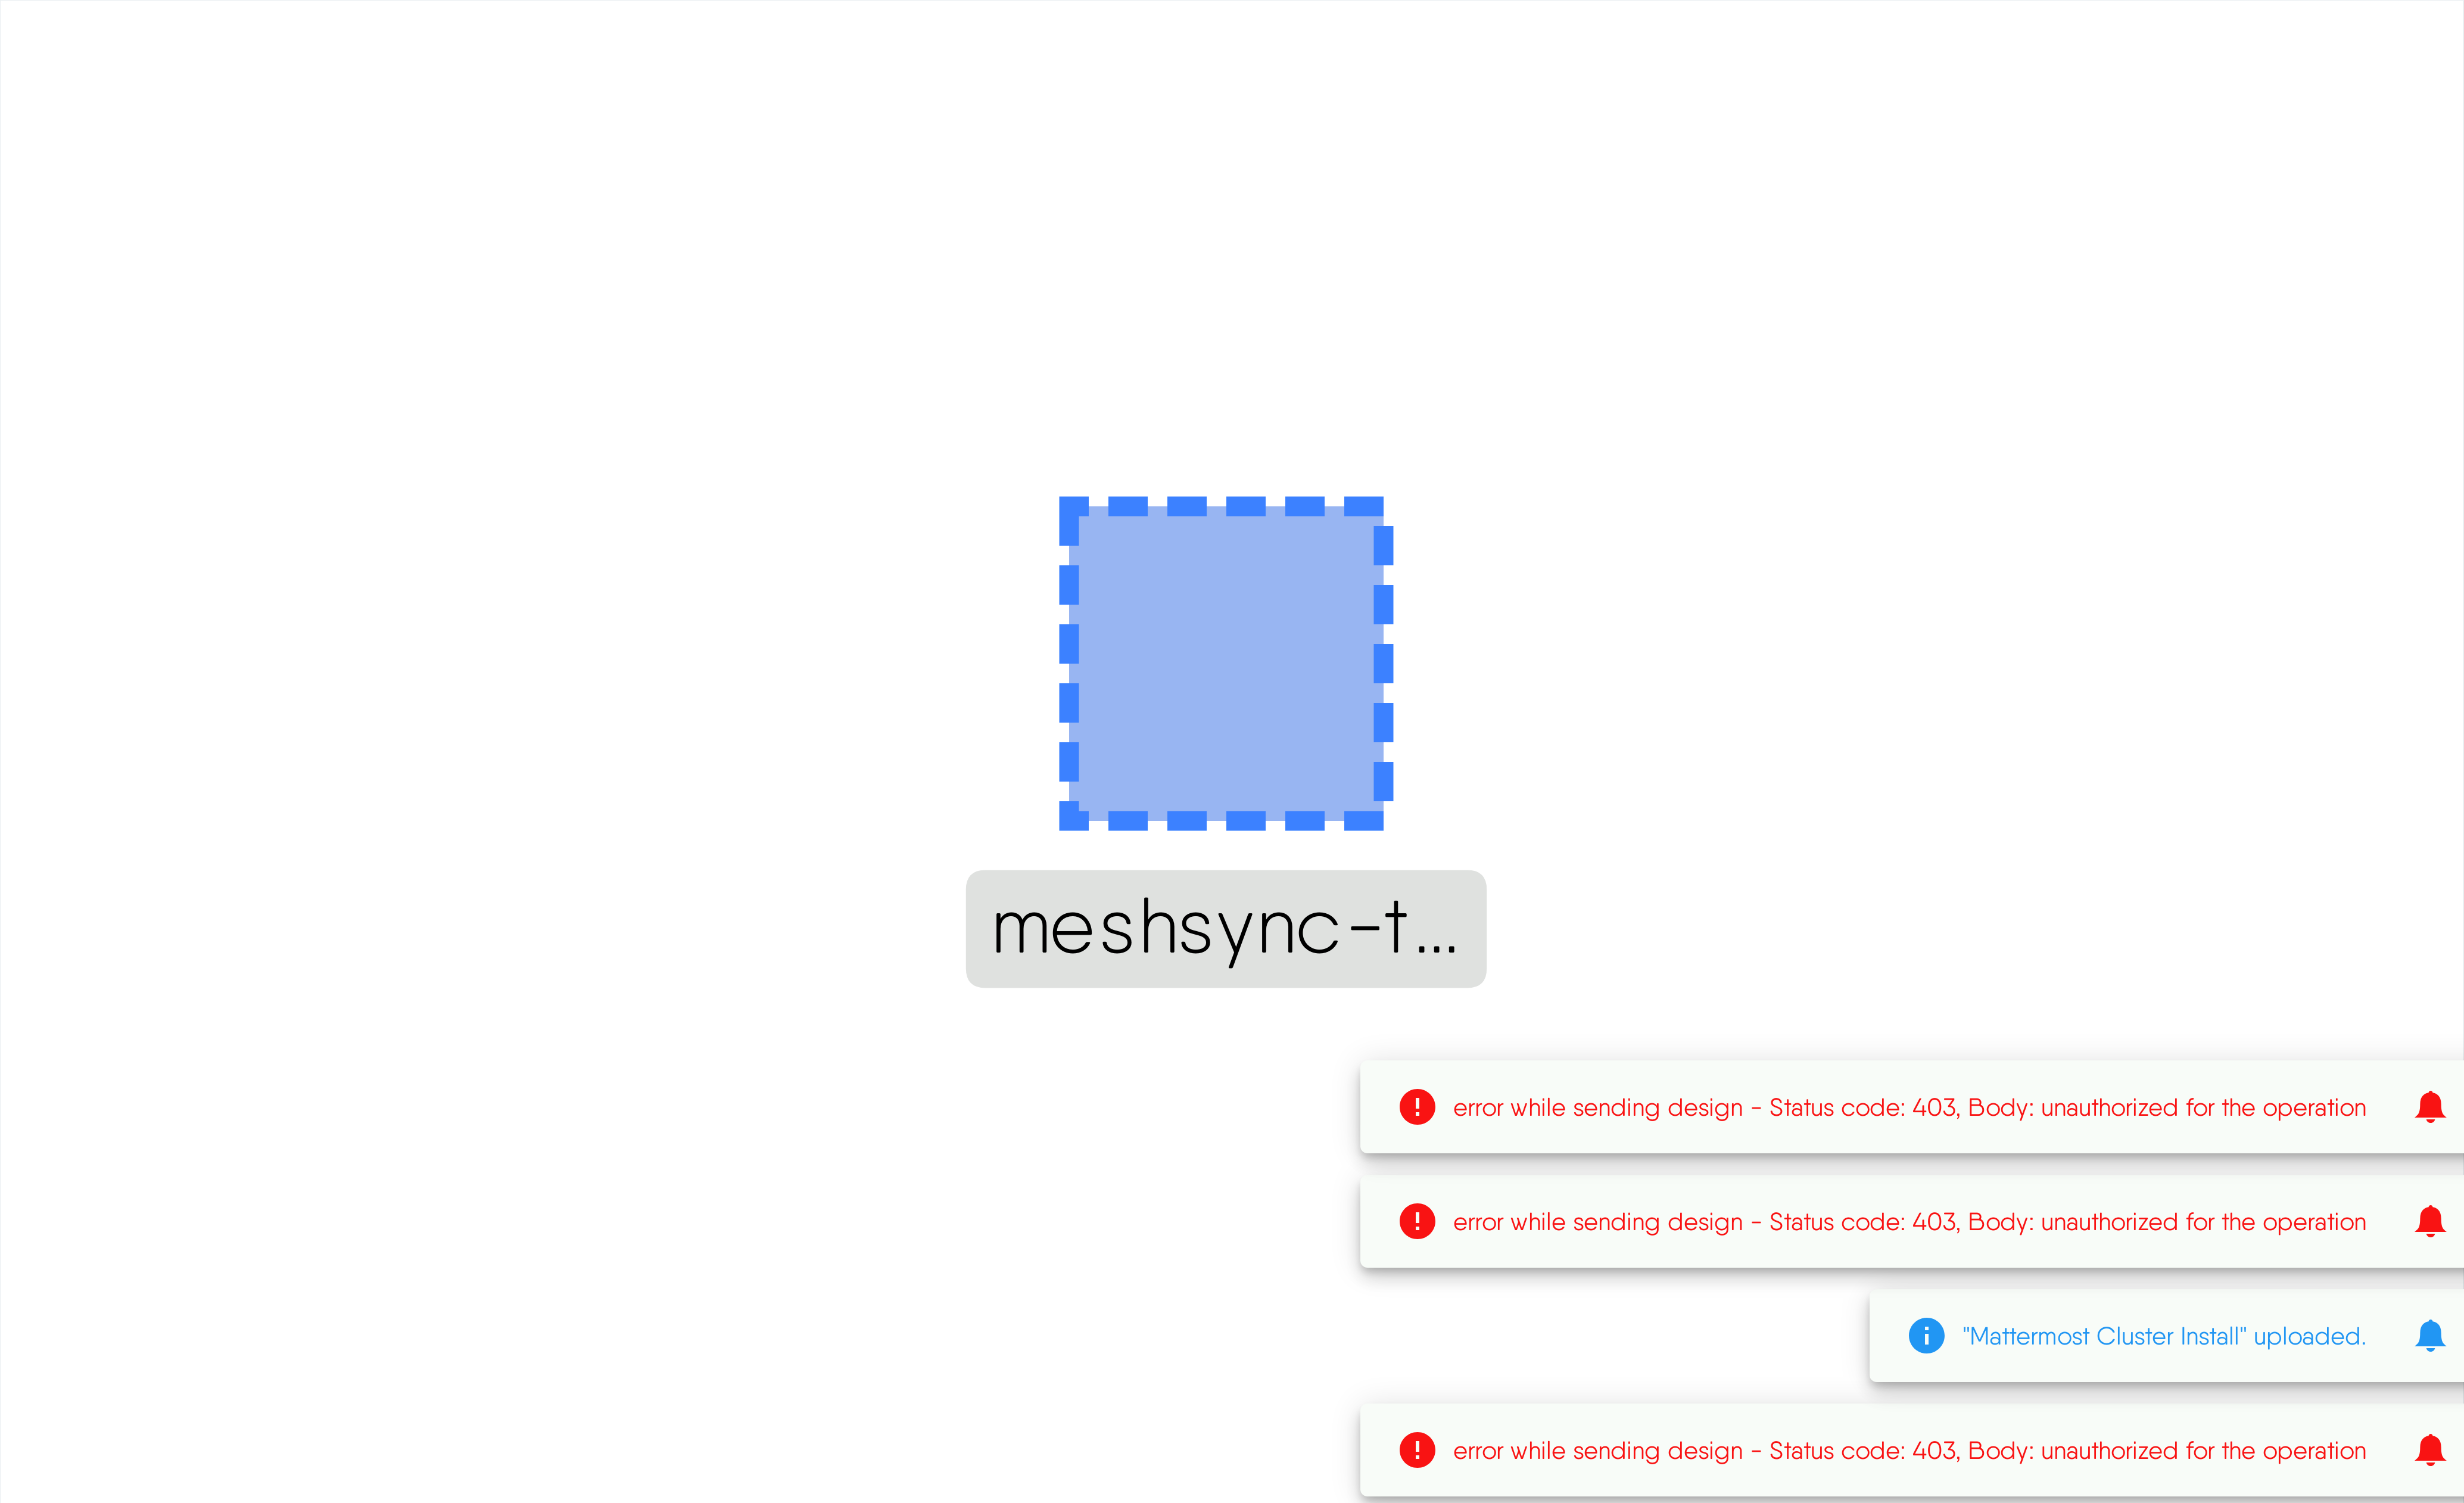 meshsync-t...
error while sending design - Status code: 403, Body: unauthorized for the operation
error while sending design - Status code: 403, Body: unauthorized for the operation
"Mattermost Cluster Install" uploaded.
error while sending design - Status code: 403, Body: unauthorized for the operation